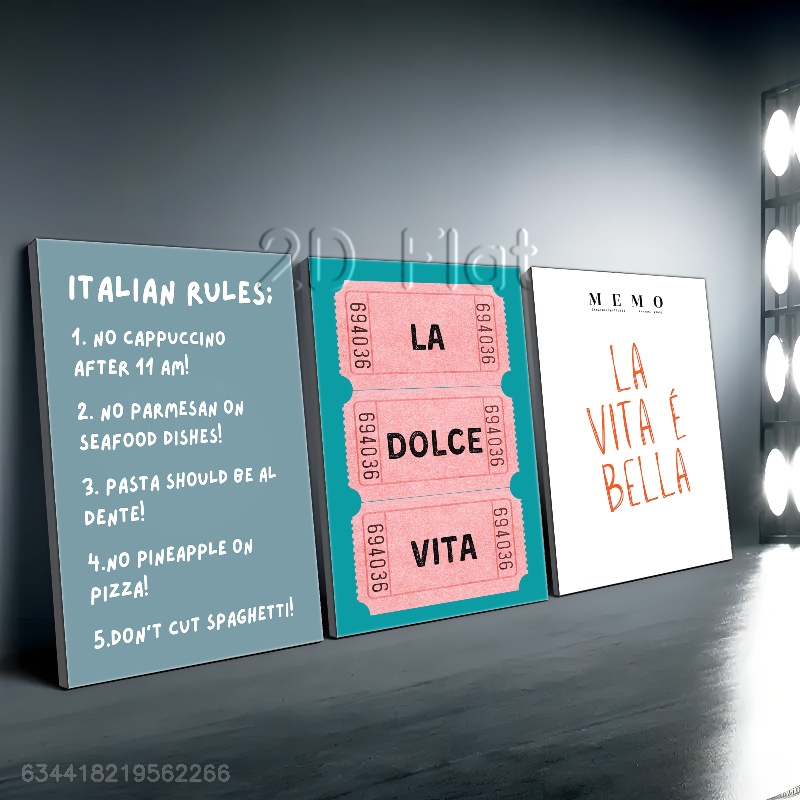 2D Flat
ITALIAN RULES:
1. NO CAPPUCCINO
AFTER 11 AM!
2. NO PARMESAN ON
SEAFOOD DISHES!
3. PASTA SHOULD BE AL
DENTE!
4.NO PINEAPPLE ON
PIZZA!
5.DON'T CUT SPAGHETTI!
694036 LA 694036
694036 DOLCE 694036
694036 VITA 694036
MEMO
LA
VITA É
BELLA
634418219562266